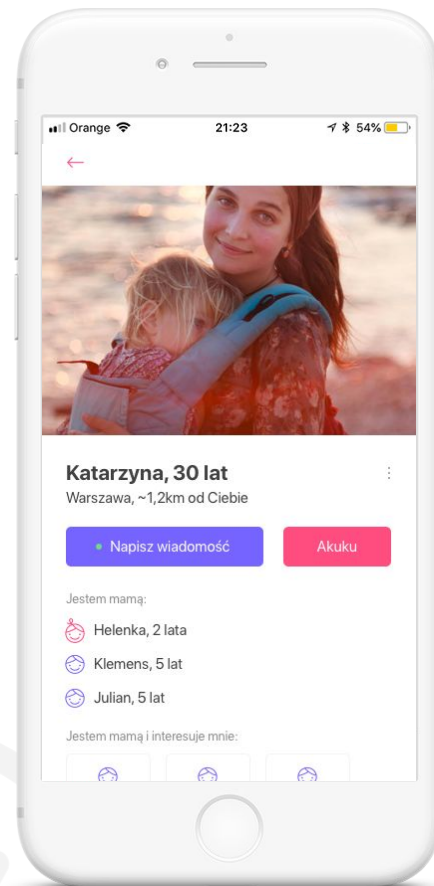 Orange 21:23 54%
Katarzyna, 30 lat
Warszawa, ~1,2km od Ciebie
Napisz wiadomość Akuku
Jestem mamą:
Helenka, 2 lata
Klemens, 5 lat
Julian, 5 lat
Jestem mamą i interesuje mnie: